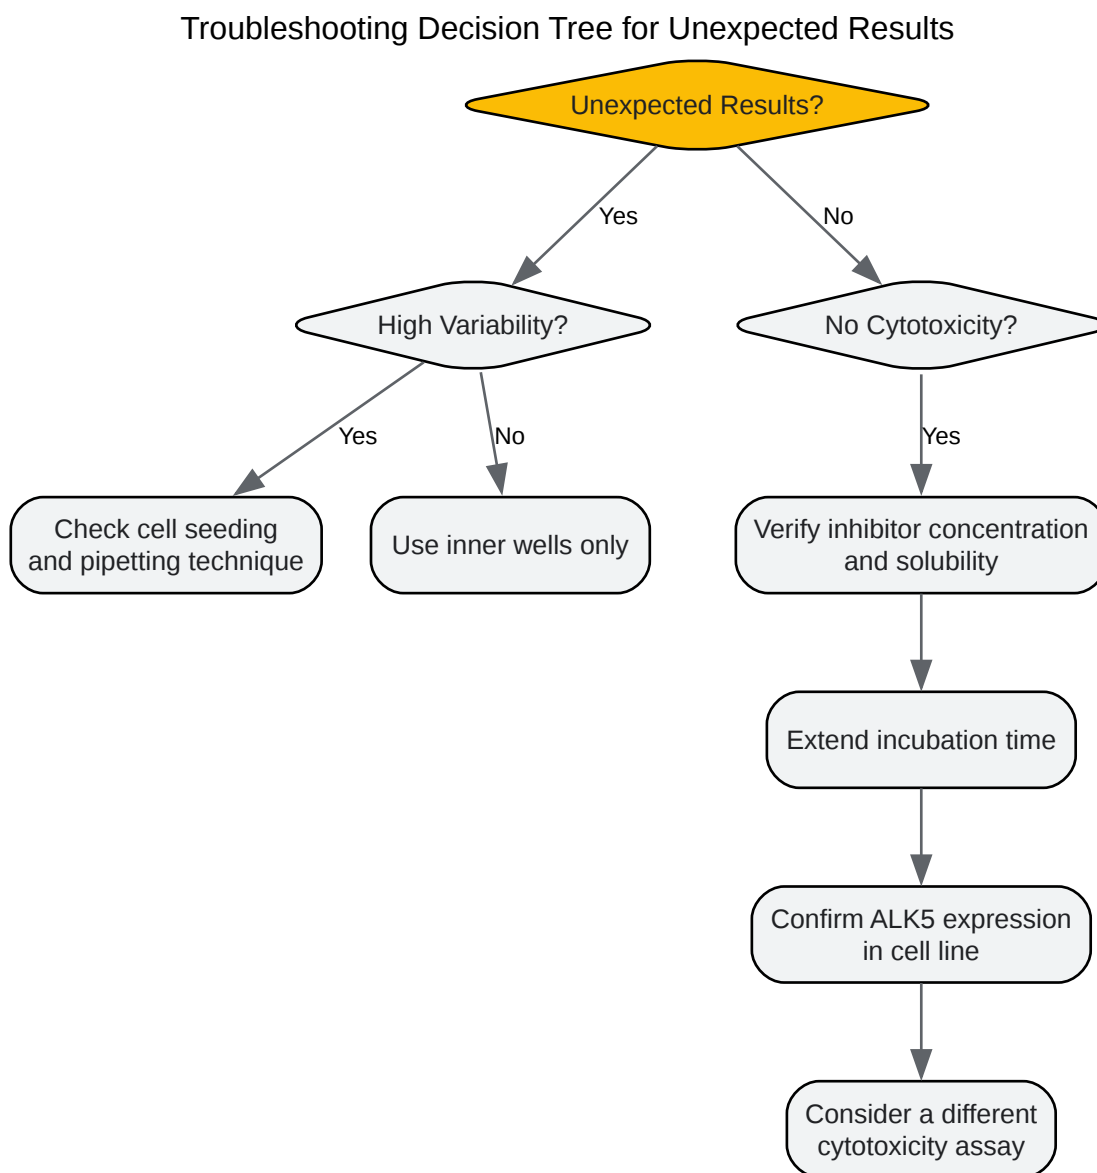 Troubleshooting Decision Tree for Unexpected Results
Unexpected Results?
Yes
No
High Variability?
No Cytotoxicity?
Yes
No
Yes
Check cell seeding
and pipetting technique
Use inner wells only
Verify inhibitor concentration
and solubility
Extend incubation time
Confirm ALK5 expression
in cell line
Consider a different
cytotoxicity assay